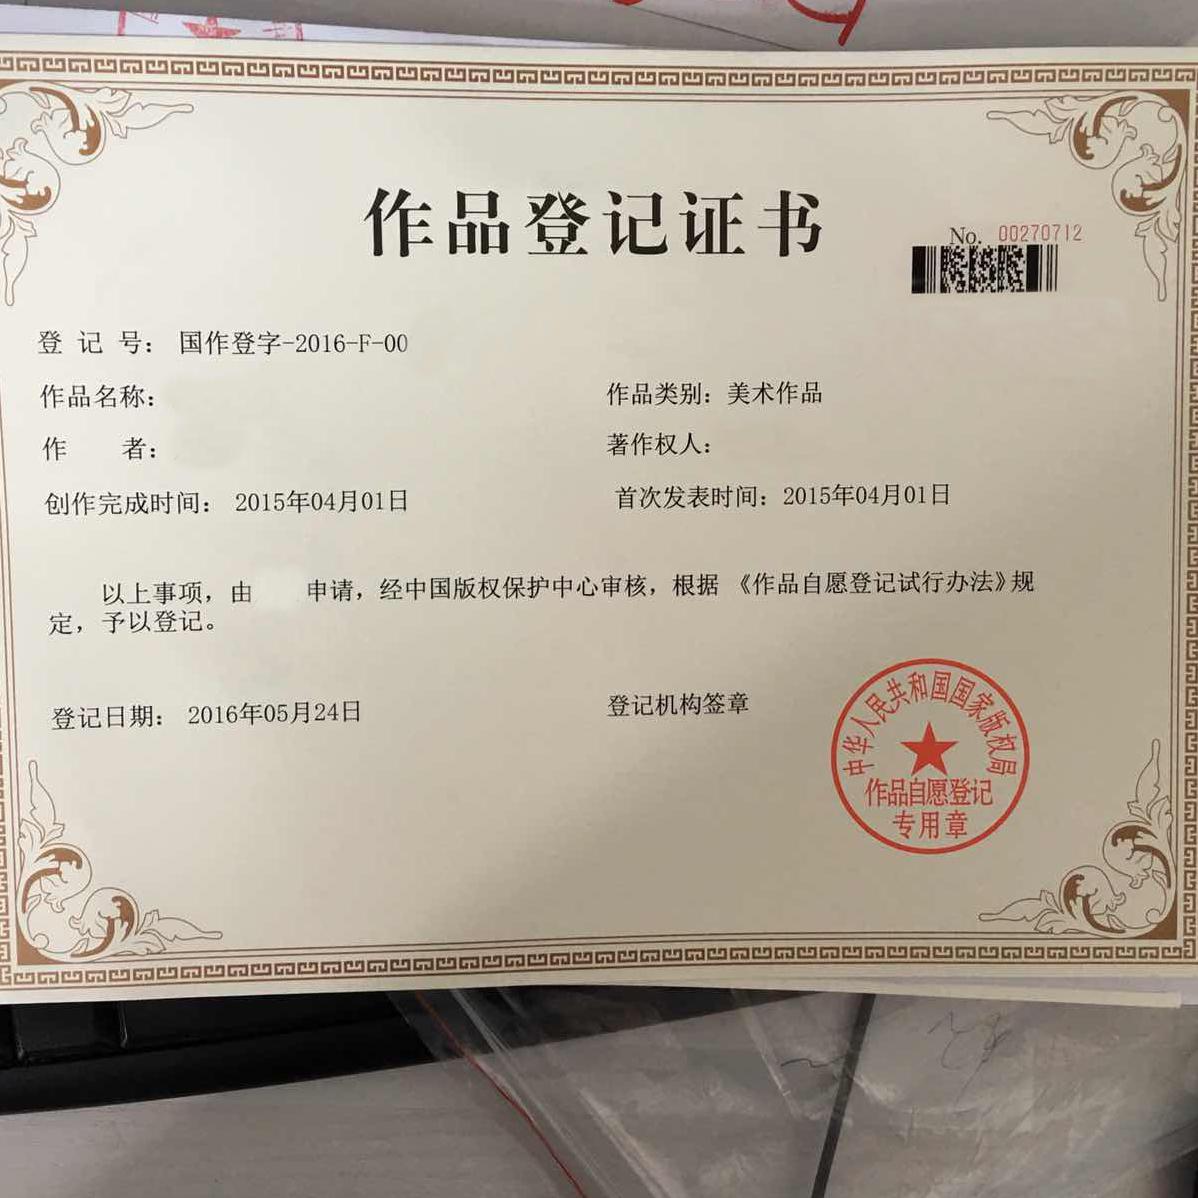 作品登记证书
No. 00270712
登 记 号： 国作登字-2016-F-00
作品名称：
作品类别：美术作品
作 者：
著作权人：
创作完成时间： 2015年04月01日
首次发表时间：2015年04月01日
以上事项，由 申请，经中国版权保护中心审核，根据 《作品自愿登记试行办法》规
定，予以登记。
登记日期： 2016年05月24日
登记机构签章
中华人民共和国国家版权局
作品自愿登记
专用章